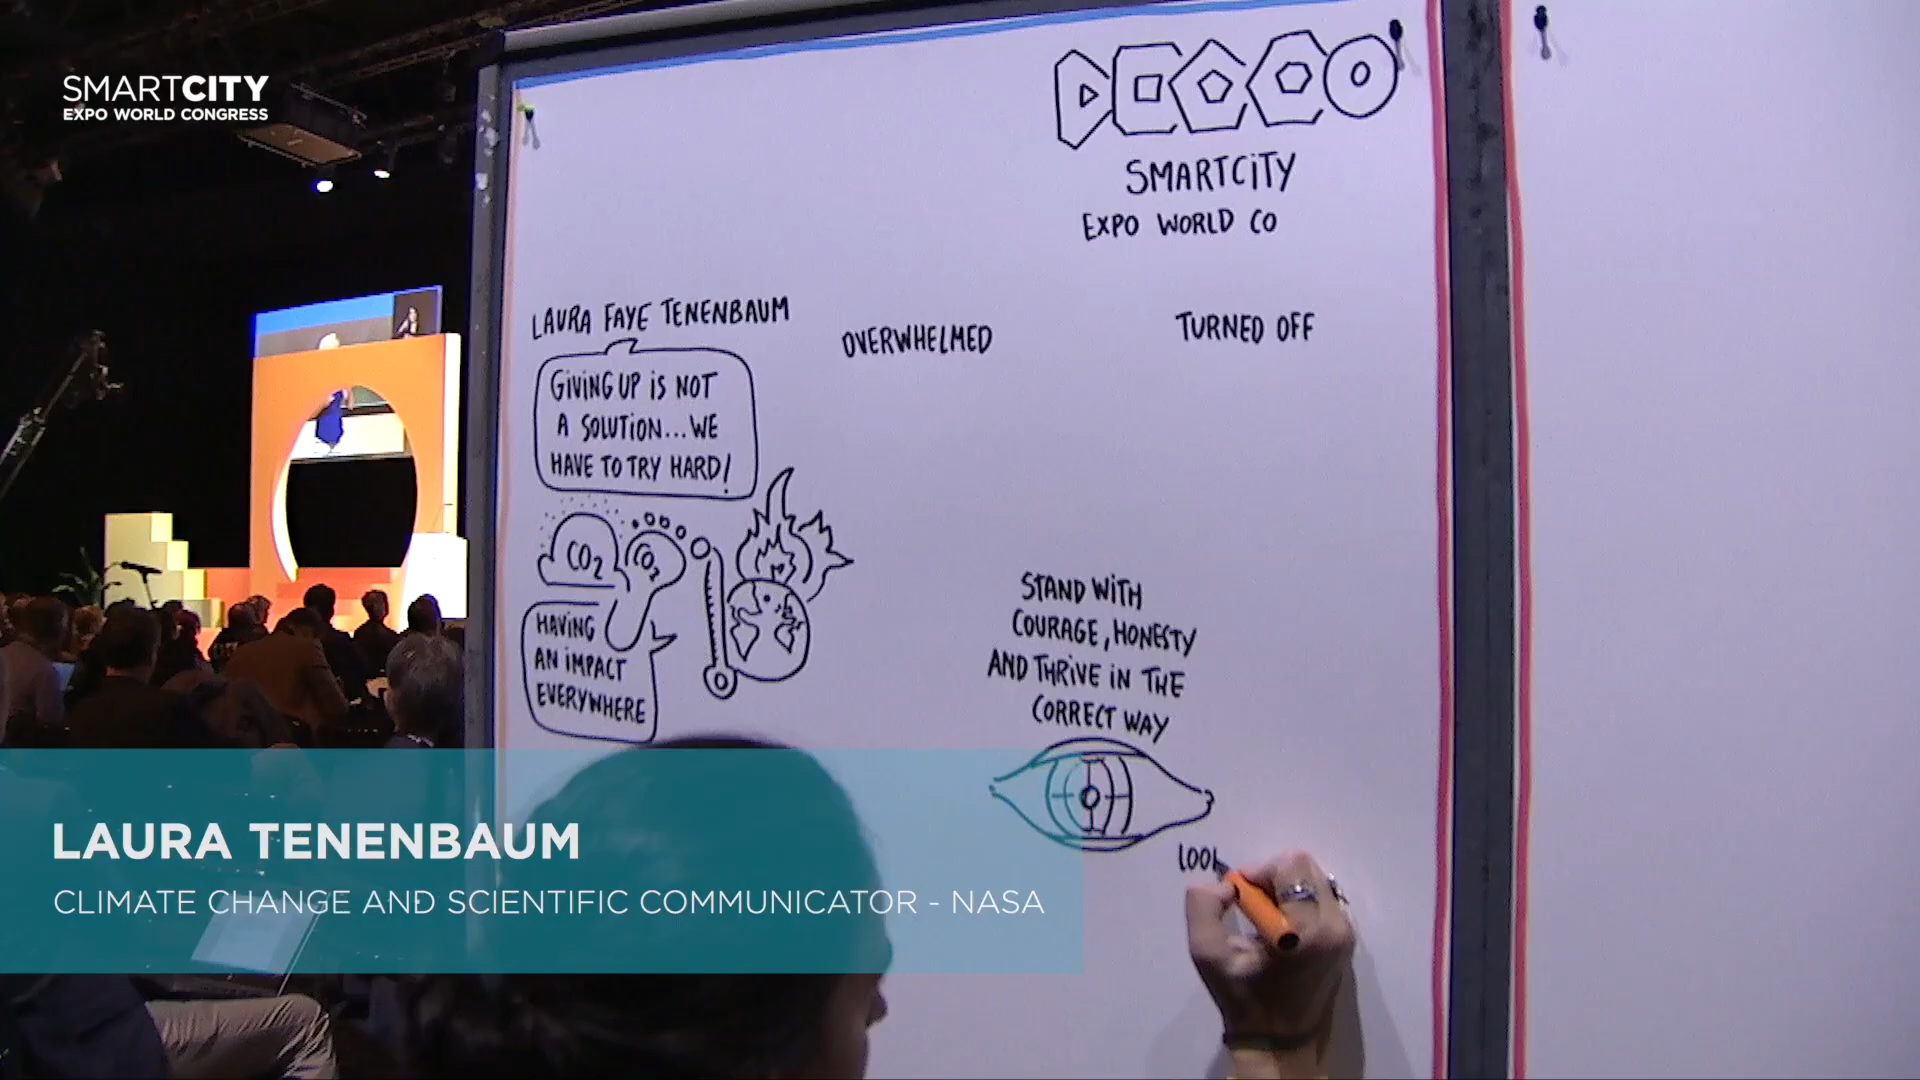 SMARTCITY
EXPO WORLD CONGRESS
SMARTCiTY
EXPO WORLD CO
LAURA FAYE TENENBAUM
OVERWHELMED
TURNED OFF
GiViNG UP iS NOT
A SOLUTiON...WE
HAVE TO TRY HARD!
CO2
CO2
HAViNG
AN iMPACT
EVERYWHERE
STAND WiTH
COURAGE, HONESTY
AND THRiVE iN THE
CORRECT WAY
LOOK
LAURA TENENBAUM
CLIMATE CHANGE AND SCIENTIFIC COMMUNICATOR - NASA